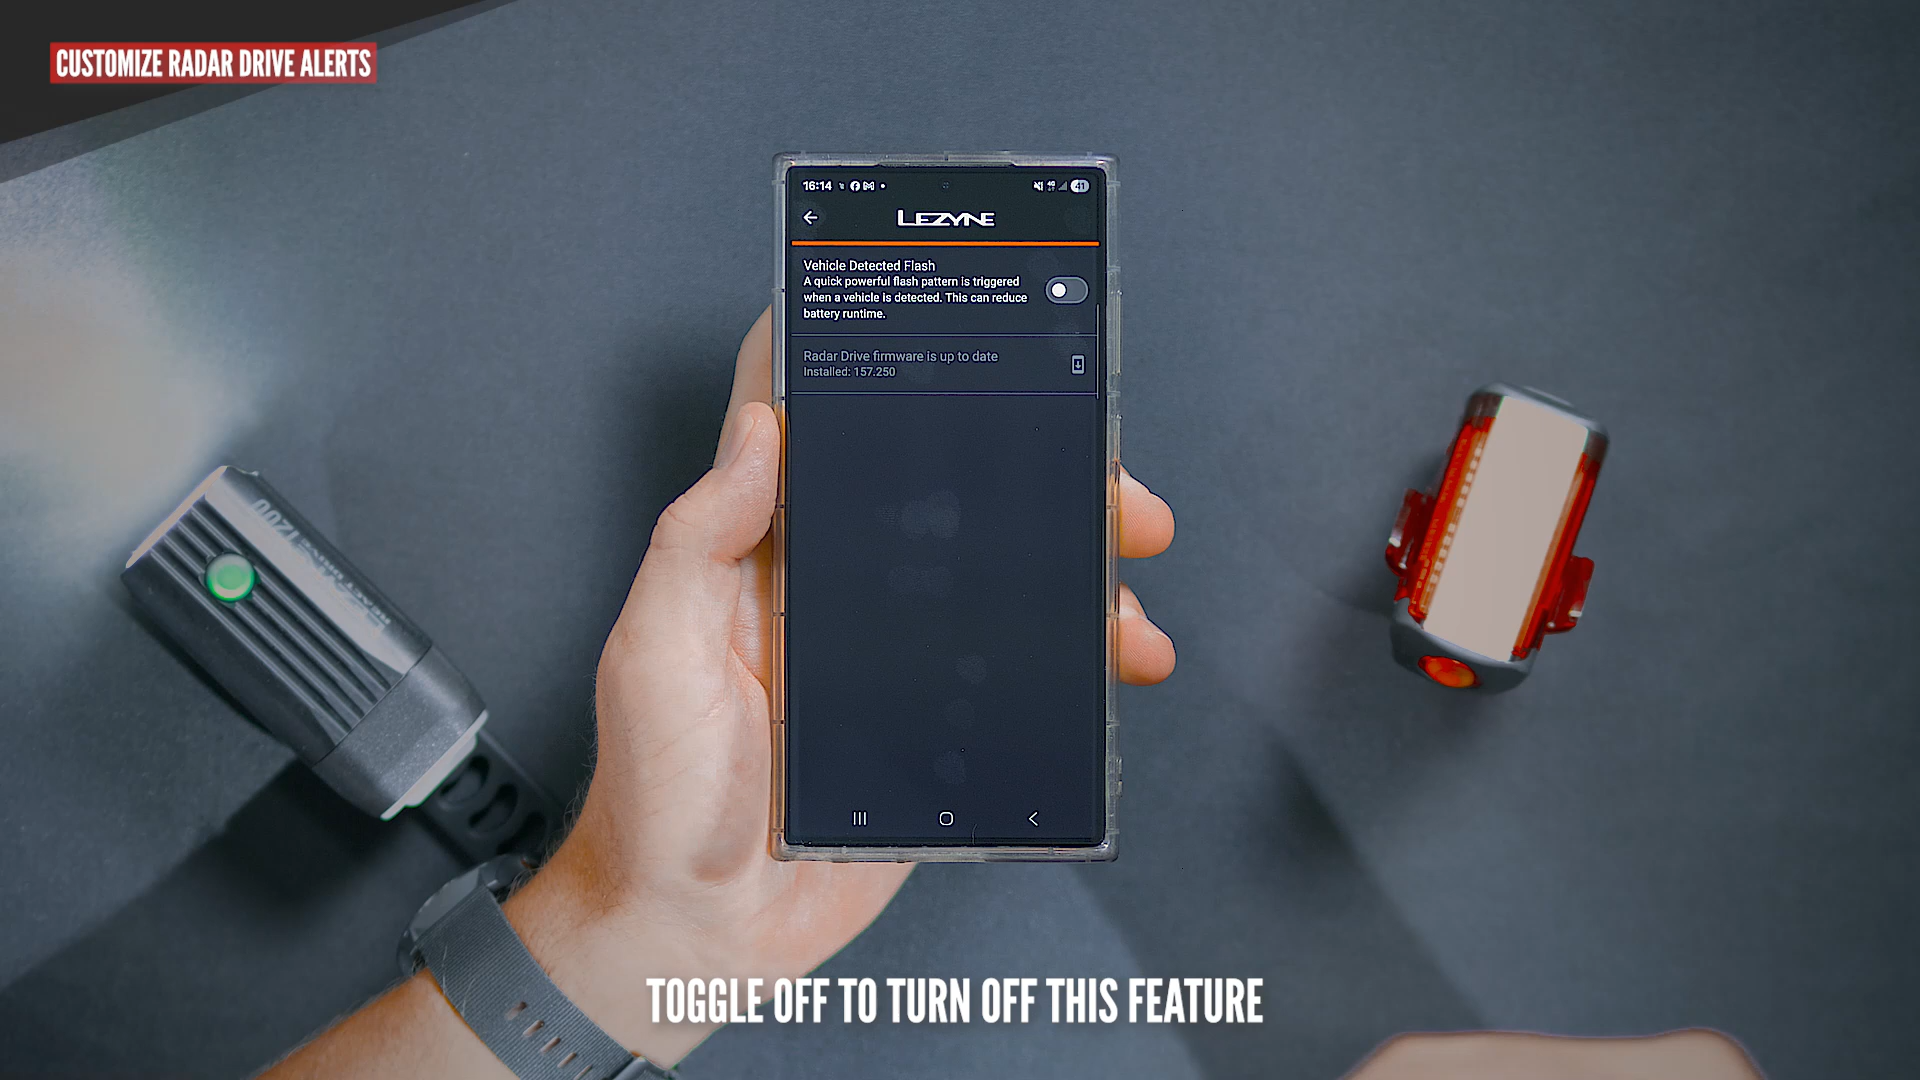 CUSTOMIZE RADAR DRIVE ALERTS
16:14
4G
41
LEZYNE
Vehicle Detected Flash
A quick powerful flash pattern is triggered
when a vehicle is detected. This can reduce
battery runtime.
Radar Drive firmware is up to date
Installed: 157.250
TOGGLE OFF TO TURN OFF THIS FEATURE